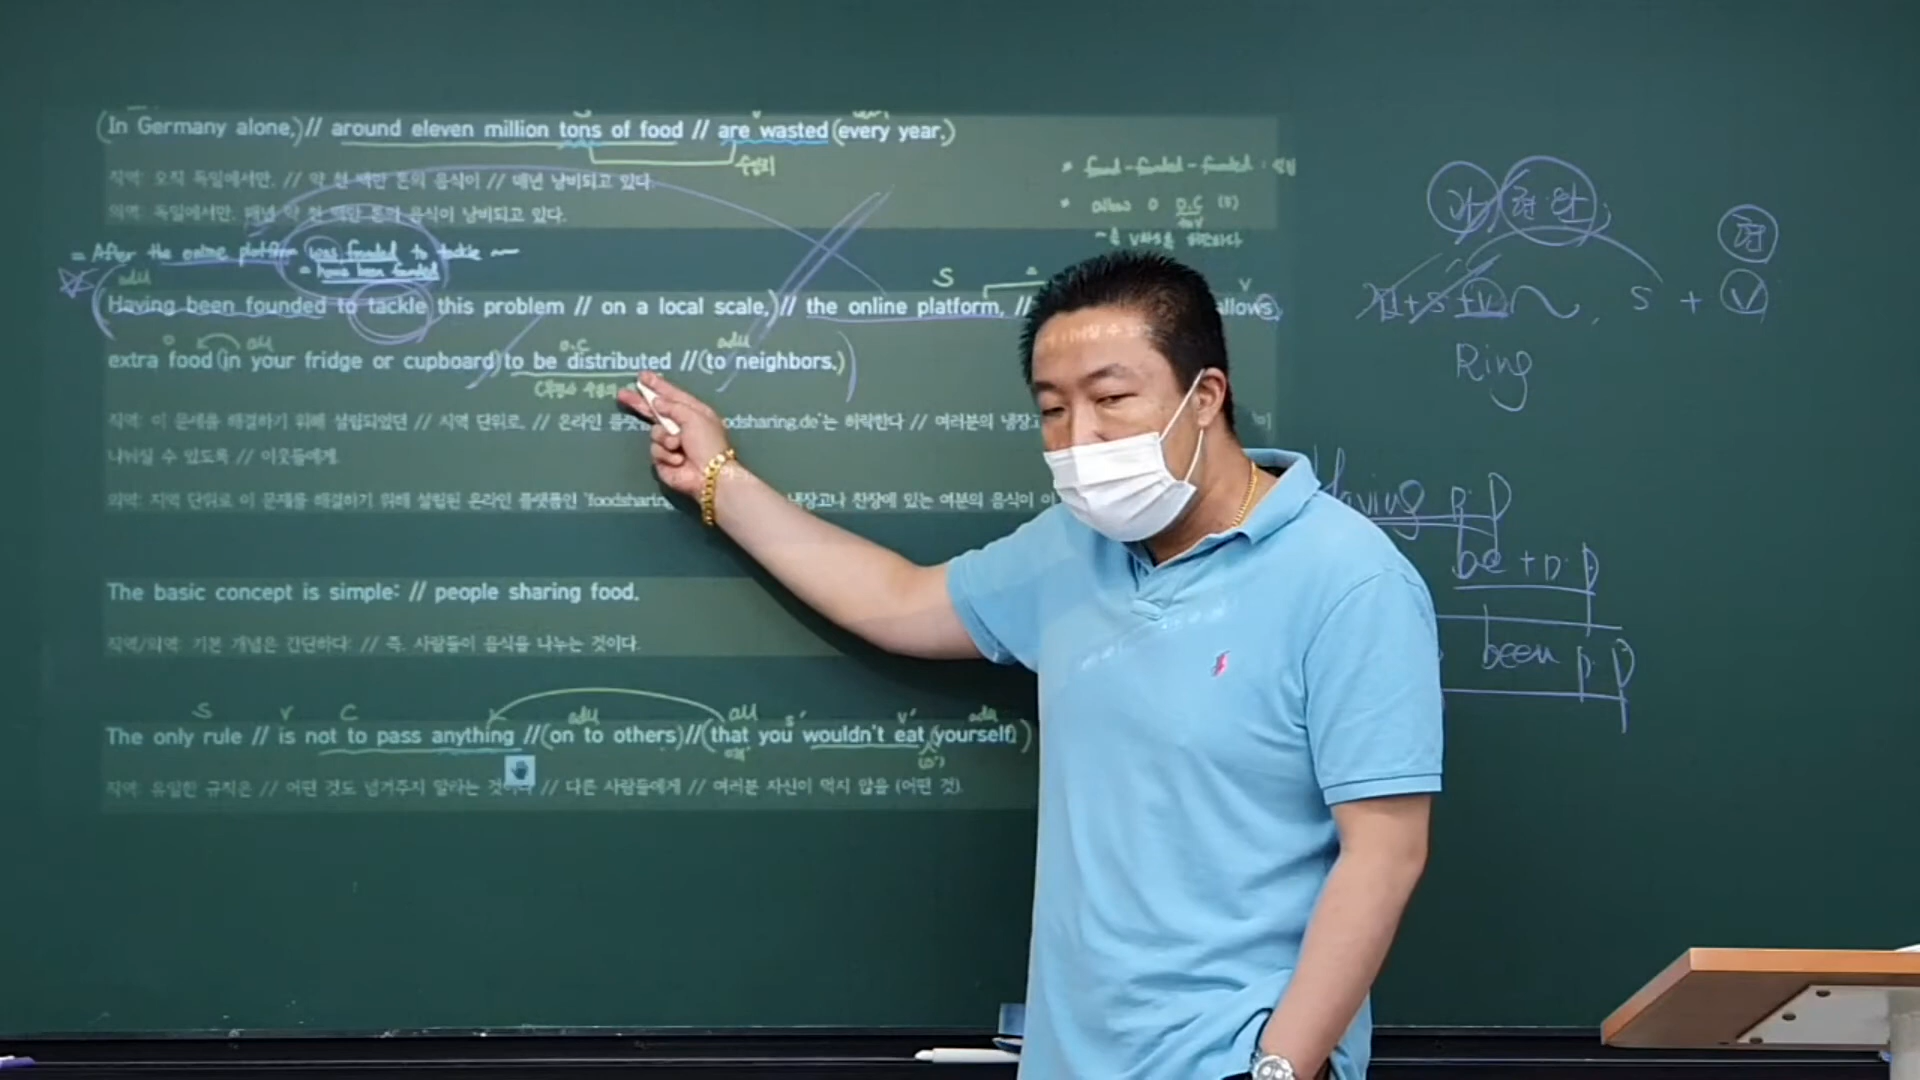 S V
(In Germany alone,)// around eleven million tons of food // are wasted (every year.)
수일치
직역: 오직 독일에서만, // 약 천 백만 톤의 음식이 // 매년 낭비되고 있다.
의역: 독일에서만, 매년 약 천 백만 톤의 음식이 낭비되고 있다.
* found-founded-founded:
* allow O O.C (5)
to V
= After the online platform was founded to tackle ~
= have been founded
adV S V
(Having been founded to tackle this problem // on a local scale,)// the online platform, // allows
O O.C adV
extra food (in your fridge or cupboard) to be distributed //(to neighbors.)
직역: 이 문제를 해결하기 위해 설립되었던 // 지역 단위로, // 온라인 odsharing.de'는 허락한다 // 여러분의
나눠질 수 있도록 // 이웃들에게.
의역: 지역 단위로 이 문제를 해결하기 위해 설립된 온라인 플랫폼인 'foodsharing 냉장고나 찬장에 있는 여분의 음식이
The basic concept is simple: // people sharing food.
직역/의역: 기본 개념은 간단하다: // 즉, 사람들이 음식을 나누는 것이다.
S V C s' v'
The only rule // is not to pass anything //(on to others)//(that you wouldn't eat yourself.)
(o')
직역: 유일한 규칙은 // 어떤 것도 넘겨주지 말라는 // 다른 사람들에게 // 여러분 자신이 먹지 않을 (어떤 것).
현
S + V
Ring
Having p.p
be + p.p
been p.p